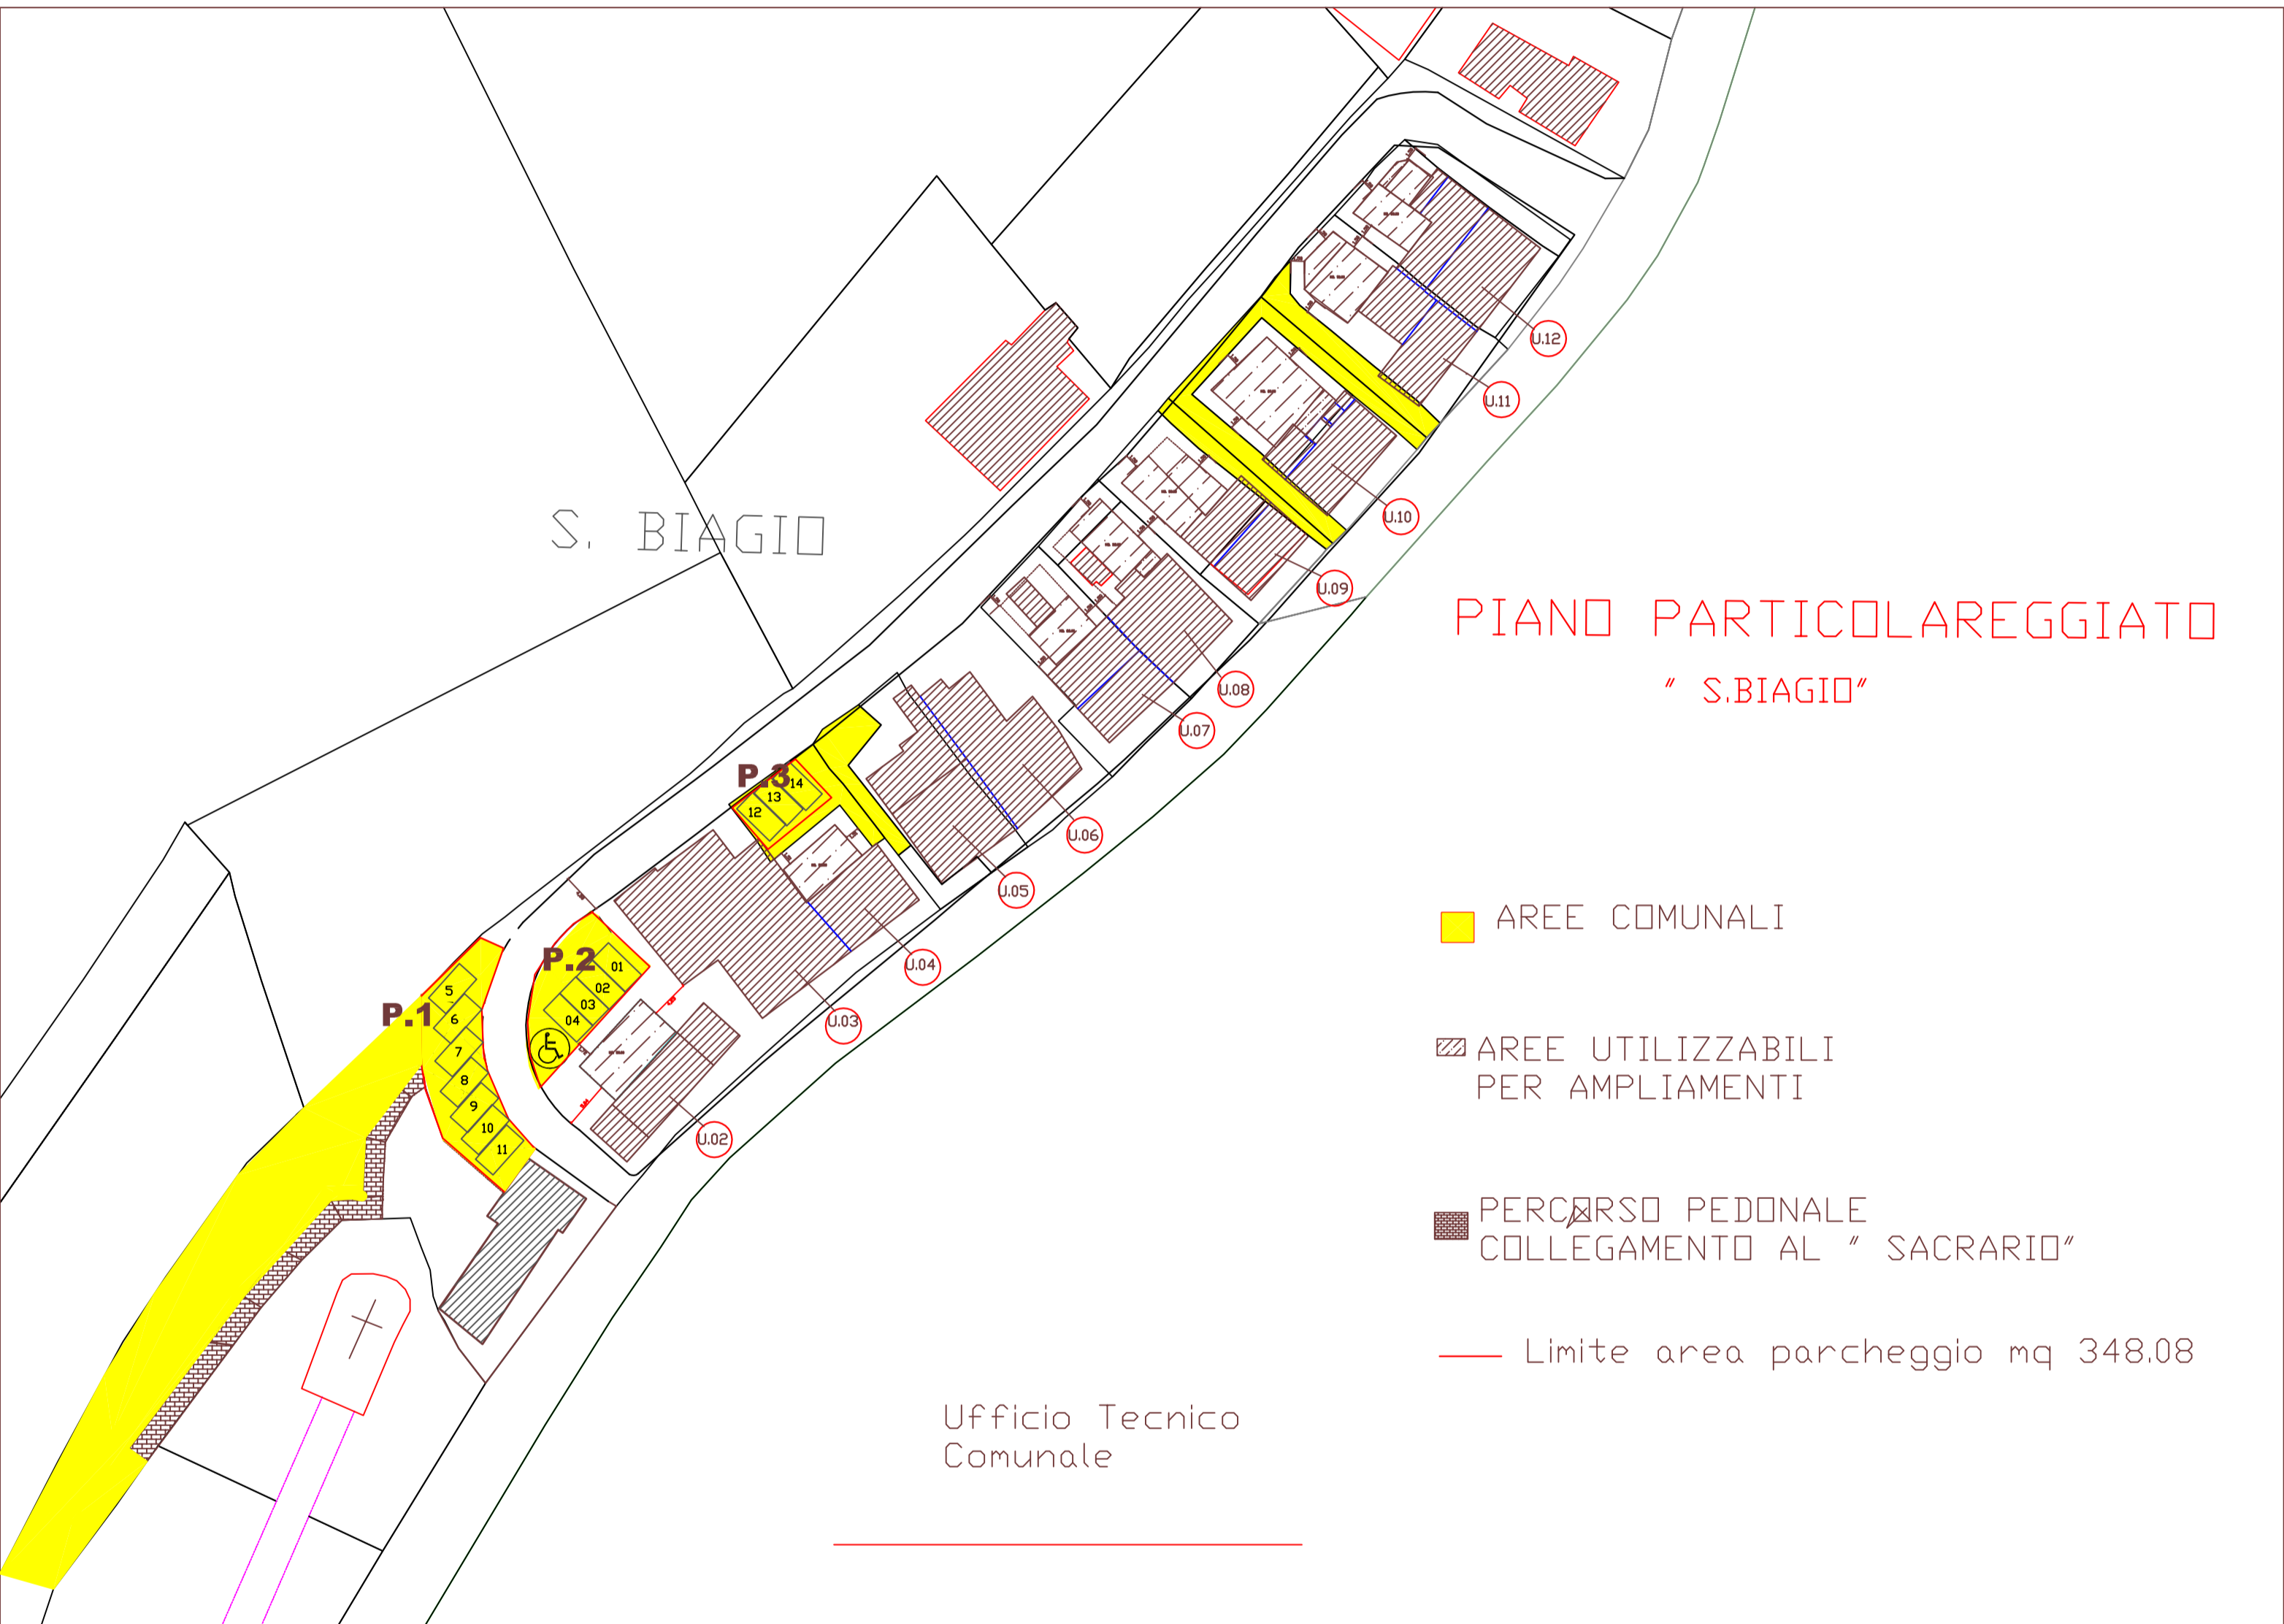 S. BIAGIO
PIANO PARTICOLAREGGIATO
" S.BIAGIO"
U.12
U.11
U.10
U.09
U.08
U.07
U.06
U.05
U.04
U.03
U.02
P.3
14
13
12
P.2
01
02
03
04
P.1
5
6
7
8
9
10
11
AREE COMUNALI
AREE UTILIZZABILI
PER AMPLIAMENTI
PERCORSO PEDONALE
COLLEGAMENTO AL " SACRARIO"
Limite area parcheggio mq 348.08
Ufficio Tecnico
Comunale